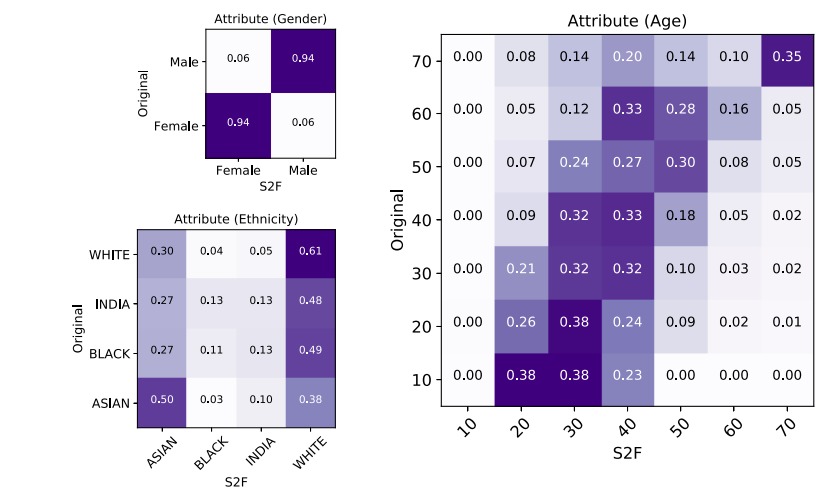 Attribute (Gender)
Original
Male 0.06 0.94
Female 0.94 0.06
Female Male
S2F
Attribute (Ethnicity)
Original
WHITE 0.30 0.04 0.05 0.61
INDIA 0.27 0.13 0.13 0.48
BLACK 0.27 0.11 0.13 0.49
ASIAN 0.50 0.03 0.10 0.38
ASIAN BLACK INDIA WHITE
S2F
Attribute (Age)
Original
70 0.00 0.08 0.14 0.20 0.14 0.10 0.35
60 0.00 0.05 0.12 0.33 0.28 0.16 0.05
50 0.00 0.07 0.24 0.27 0.30 0.08 0.05
40 0.00 0.09 0.32 0.33 0.18 0.05 0.02
30 0.00 0.21 0.32 0.32 0.10 0.03 0.02
20 0.00 0.26 0.38 0.24 0.09 0.02 0.01
10 0.00 0.38 0.38 0.23 0.00 0.00 0.00
10 20 30 40 50 60 70
S2F